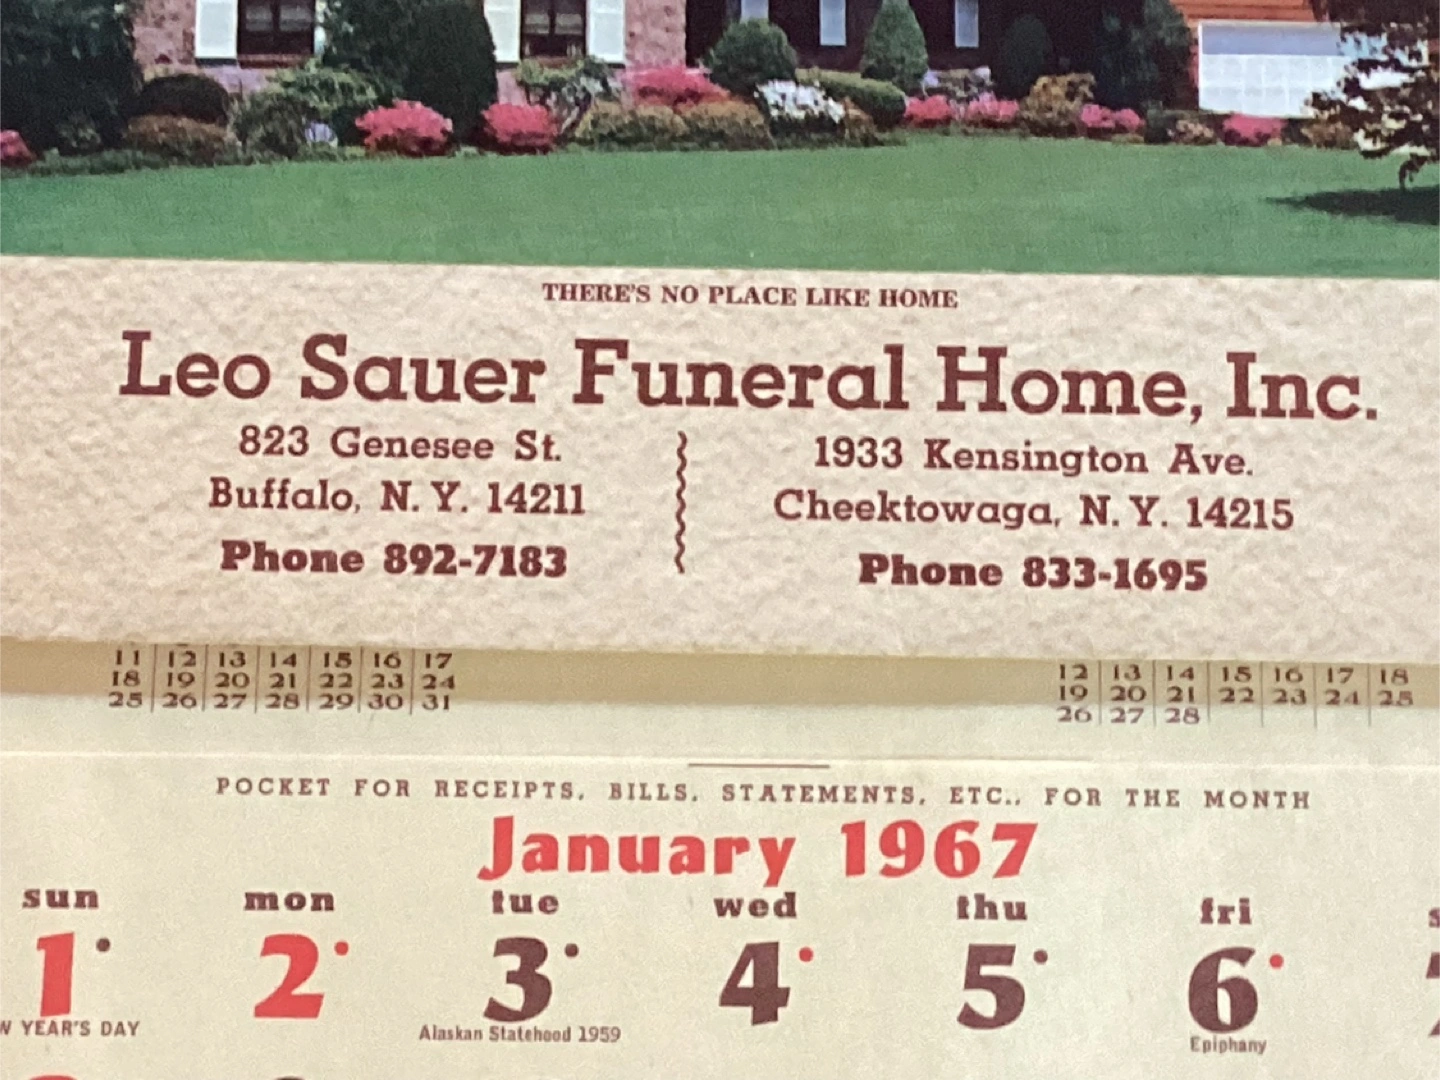 THERE'S NO PLACE LIKE HOME
Leo Sauer Funeral Home, Inc.
823 Genesee St.
Buffalo, N. Y. 14211
Phone 892-7183
1933 Kensington Ave.
Cheektowaga, N. Y. 14215
Phone 833-1695
11 12 13 14 15 16 17
18 19 20 21 22 23 24
25 26 27 28 29 30 31
12 13 14 15 16 17 18
19 20 21 22 23 24 25
26 27 28
POCKET FOR RECEIPTS, BILLS, STATEMENTS, ETC., FOR THE MONTH
January 1967
sun mon tue wed thu fri
1 2 3 4 5 6
YEAR'S DAY Alaskan Statehood 1959 Epiphany